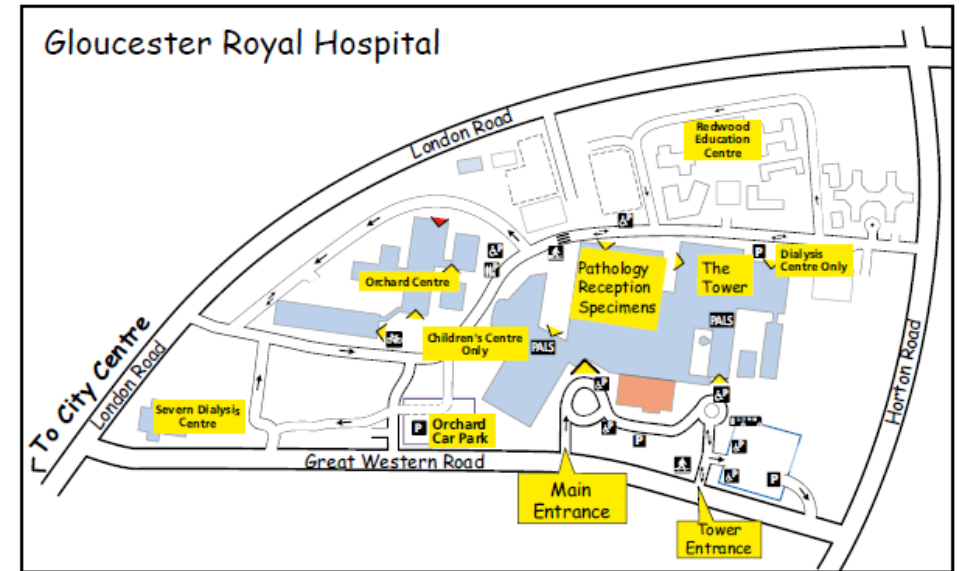 Gloucester Royal Hospital
London Road
Redwood
Education
Centre
Pathology
Reception
Specimens
The
Tower
P
Dialysis
Centre Only
Orchard Centre
Children's Centre
Only
PALS
PALS
To City Centre
London Road
Horton Road
Severn Dialysis
Centre
P
Orchard
Car Park
P
P
Great Western Road
Main
Entrance
Tower
Entrance